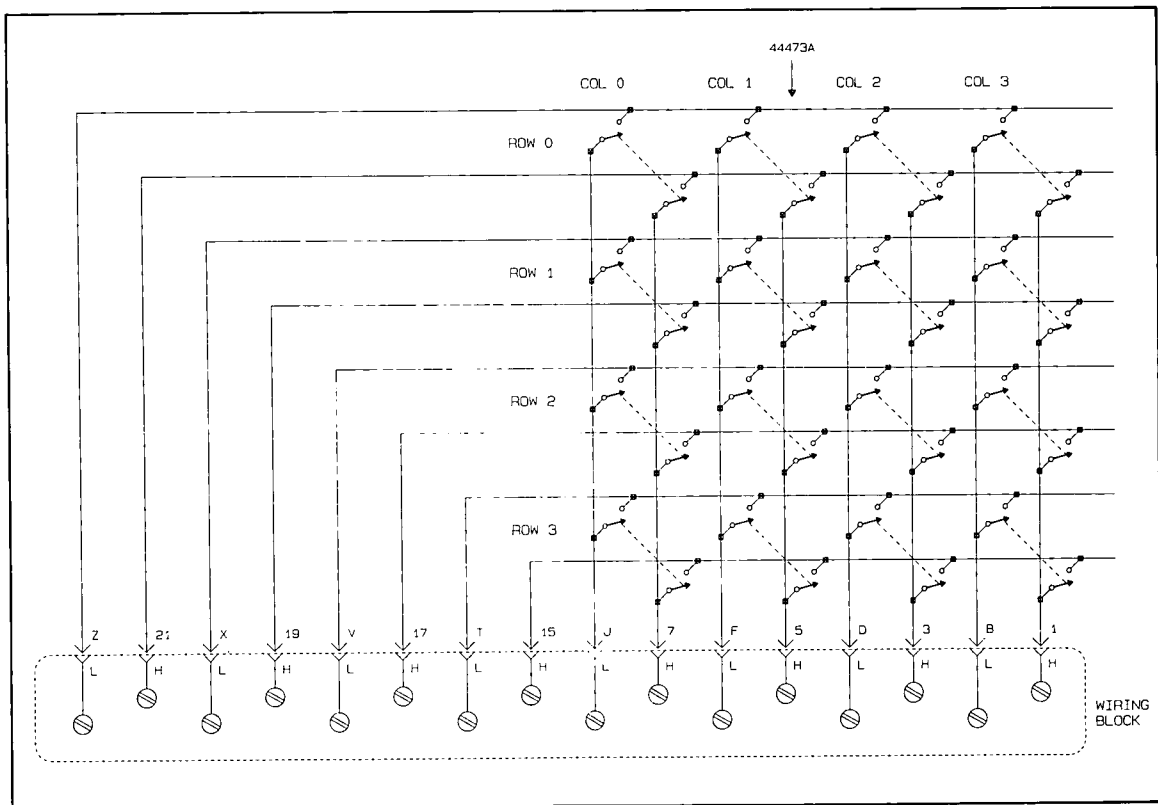 44473A
COL 0 COL 1 COL 2 COL 3
ROW 0
ROW 1
ROW 2
ROW 3
Z 21 X 19 V 17 T 15 J 7 F 5 D 3 B 1
L H L H L H L H L H L H L H L H
WIRING
BLOCK